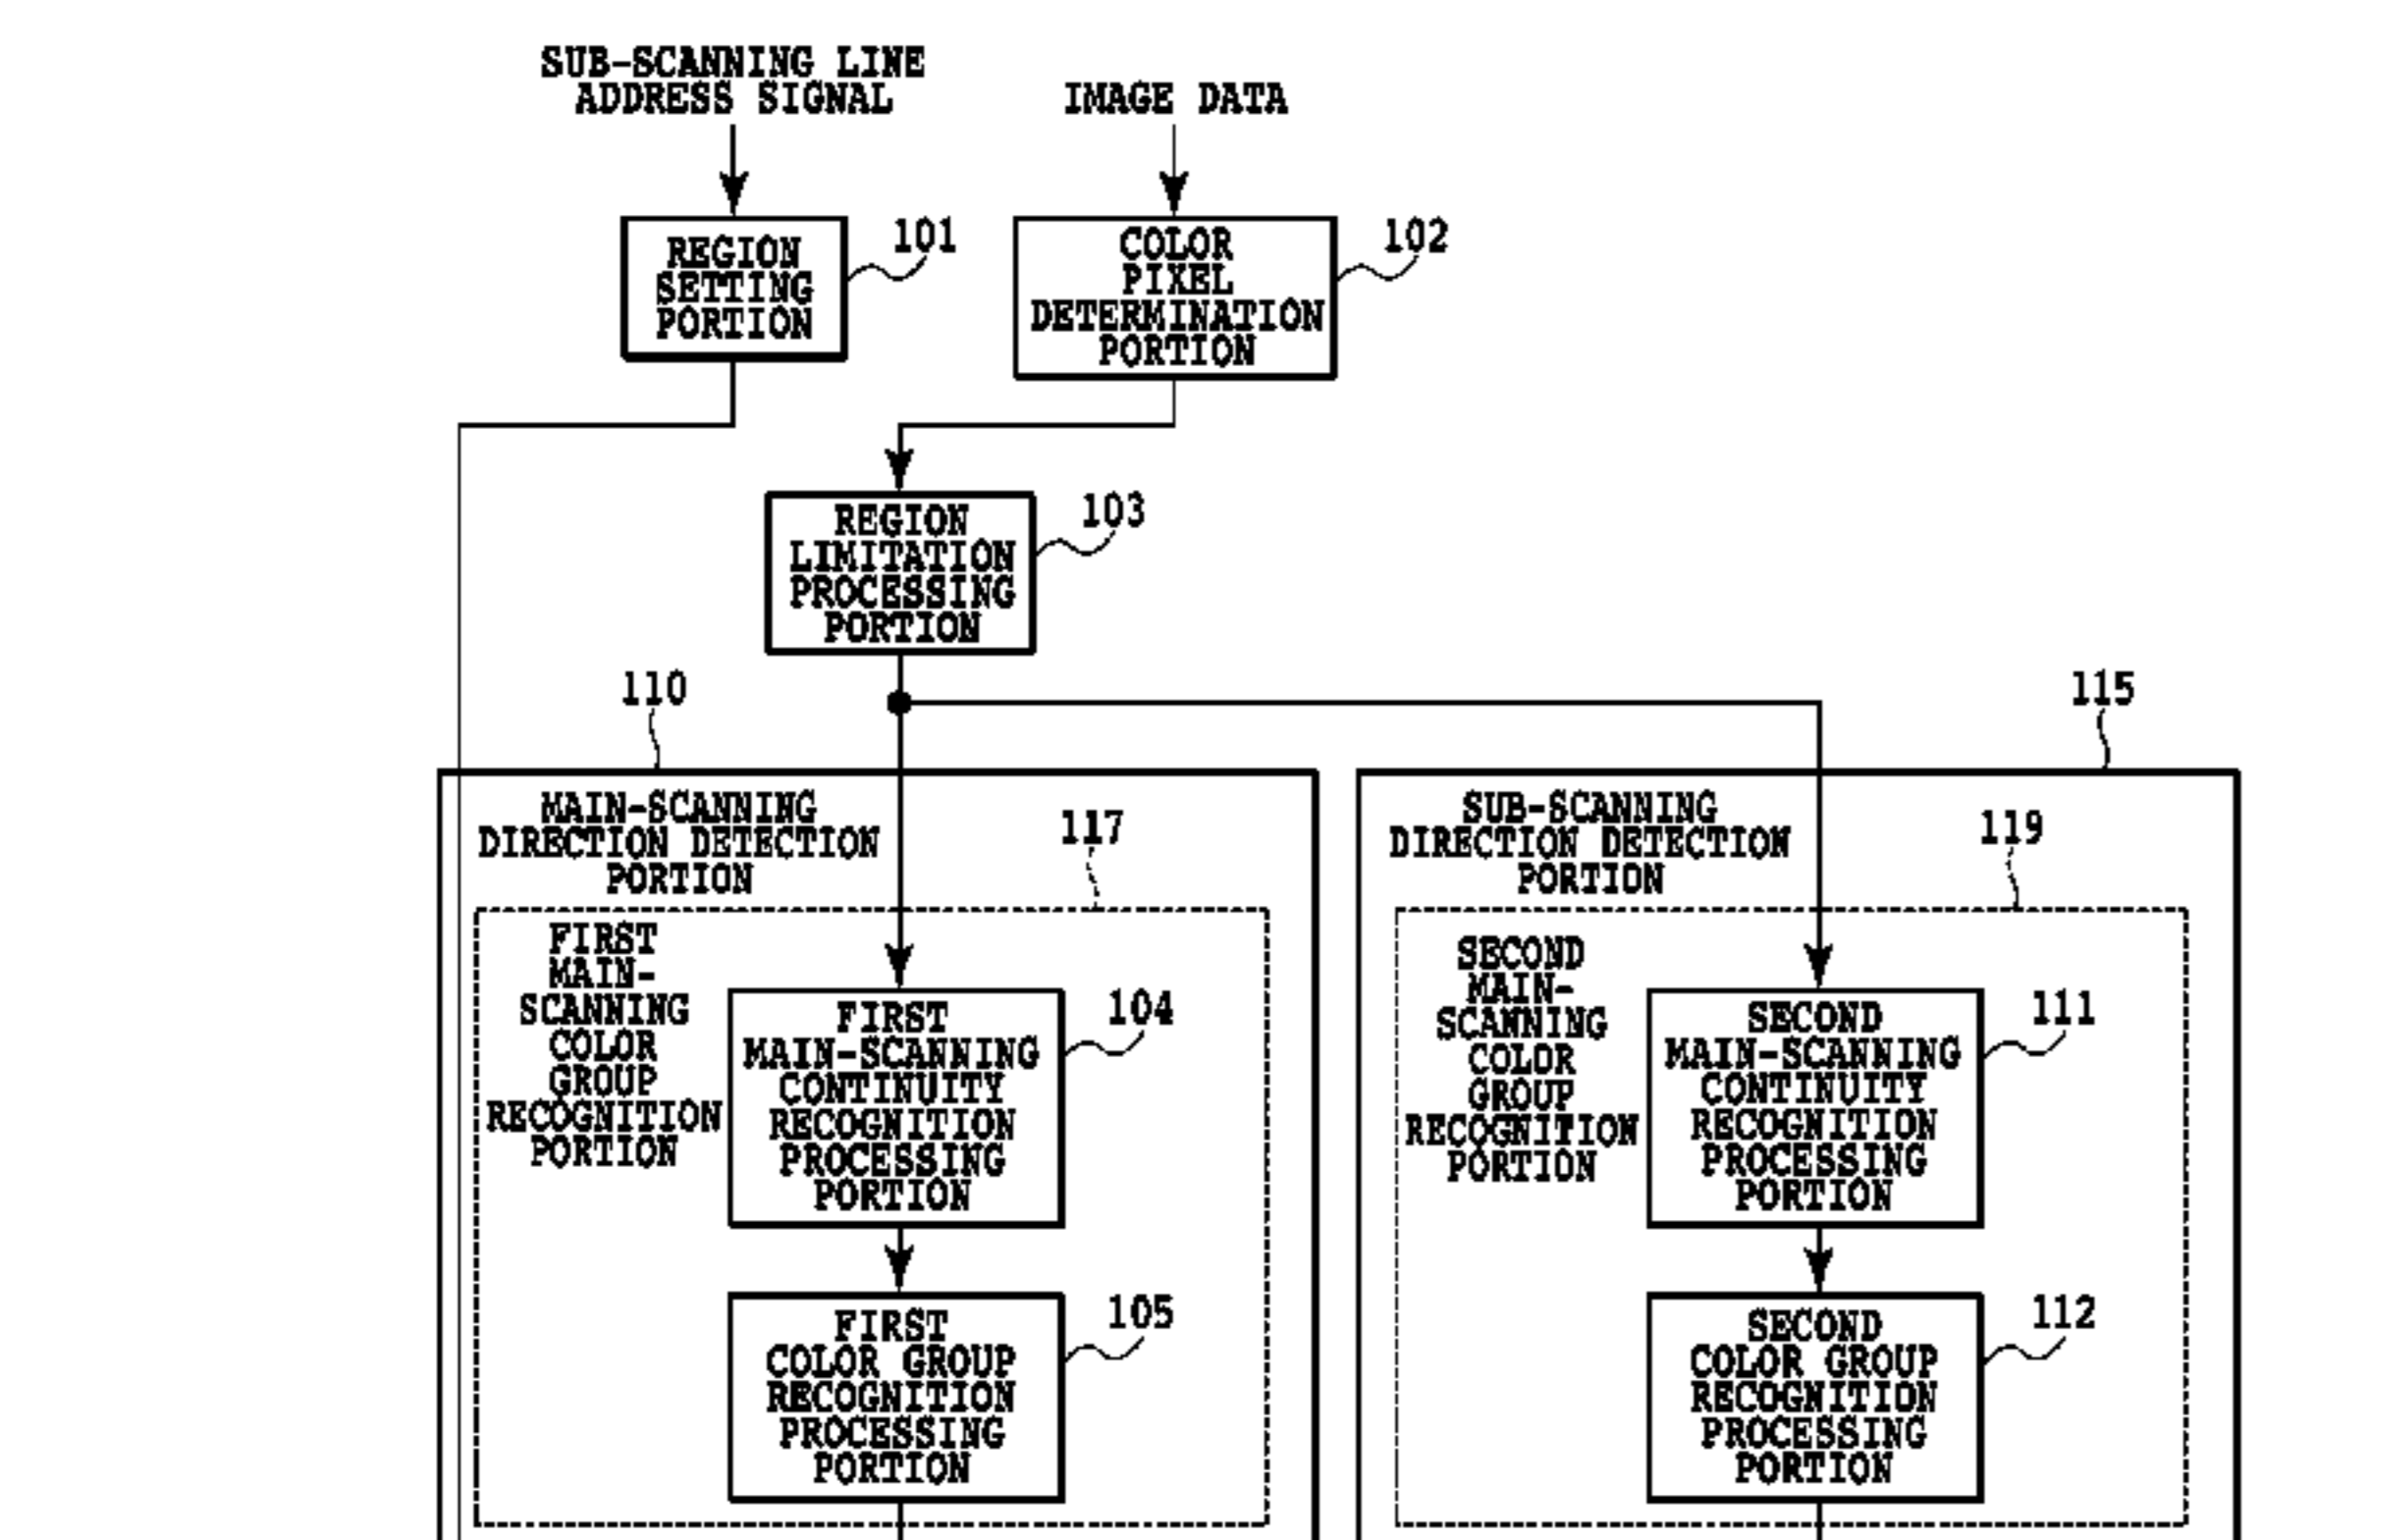 SUB-SCANNING LINE
ADDRESS SIGNAL
IMAGE DATA
REGION
SETTING
PORTION
101
COLOR
PIXEL
DETERMINATION
PORTION
102
REGION
LIMITATION
PROCESSING
PORTION
103
110
115
MAIN-SCANNING
DIRECTION DETECTION
PORTION
117
FIRST
MAIN-
SCANNING
COLOR
GROUP
RECOGNITION
PORTION
FIRST
MAIN-SCANNING
CONTINUITY
RECOGNITION
PROCESSING
PORTION
104
FIRST
COLOR GROUP
RECOGNITION
PROCESSING
PORTION
105
SUB-SCANNING
DIRECTION DETECTION
PORTION
119
SECOND
MAIN-
SCANNING
COLOR
GROUP
RECOGNITION
PORTION
SECOND
MAIN-SCANNING
CONTINUITY
RECOGNITION
PROCESSING
PORTION
111
SECOND
COLOR GROUP
RECOGNITION
PROCESSING
PORTION
112